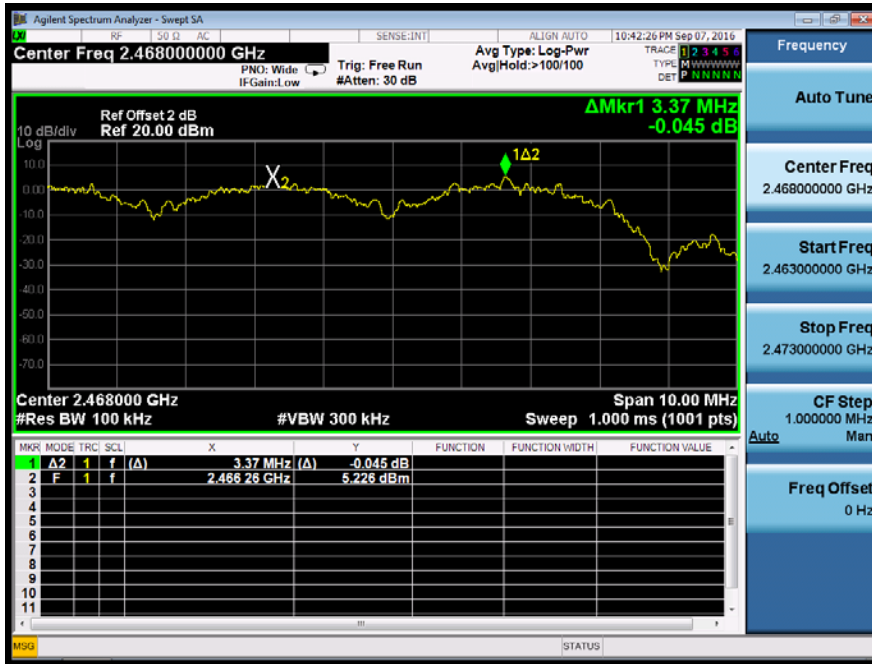 Agilent Spectrum Analyzer - Swept SA
LXI RF 50 Ω AC SENSE:INT ALIGN AUTO 10:42:26 PM Sep 07, 2016
Center Freq 2.468000000 GHz
PNO: Wide
IFGain:Low
Trig: Free Run
#Atten: 30 dB
Avg Type: Log-Pwr
Avg|Hold:>100/100
TRACE 1 2 3 4 5 6
TYPE M WWWWW
DET P N N N N N
ΔMkr1 3.37 MHz
-0.045 dB
Ref Offset 2 dB
10 dB/div Ref 20.00 dBm
Log
10.0
0.00
-10.0
-20.0
-30.0
-40.0
-50.0
-60.0
-70.0
X2
1Δ2
Center 2.468000 GHz Span 10.00 MHz
#Res BW 100 kHz #VBW 300 kHz Sweep 1.000 ms (1001 pts)
MKR MODE TRC SCL X Y FUNCTION FUNCTION WIDTH FUNCTION VALUE
1 Δ2 1 f (Δ) 3.37 MHz (Δ) -0.045 dB
2 F 1 f 2.466 26 GHz 5.226 dBm
3
4
5
6
7
8
9
10
11
MSG STATUS
Frequency
Auto Tune
Center Freq
2.468000000 GHz
Start Freq
2.463000000 GHz
Stop Freq
2.473000000 GHz
CF Step
1.000000 MHz
Auto Man
Freq Offset
0 Hz